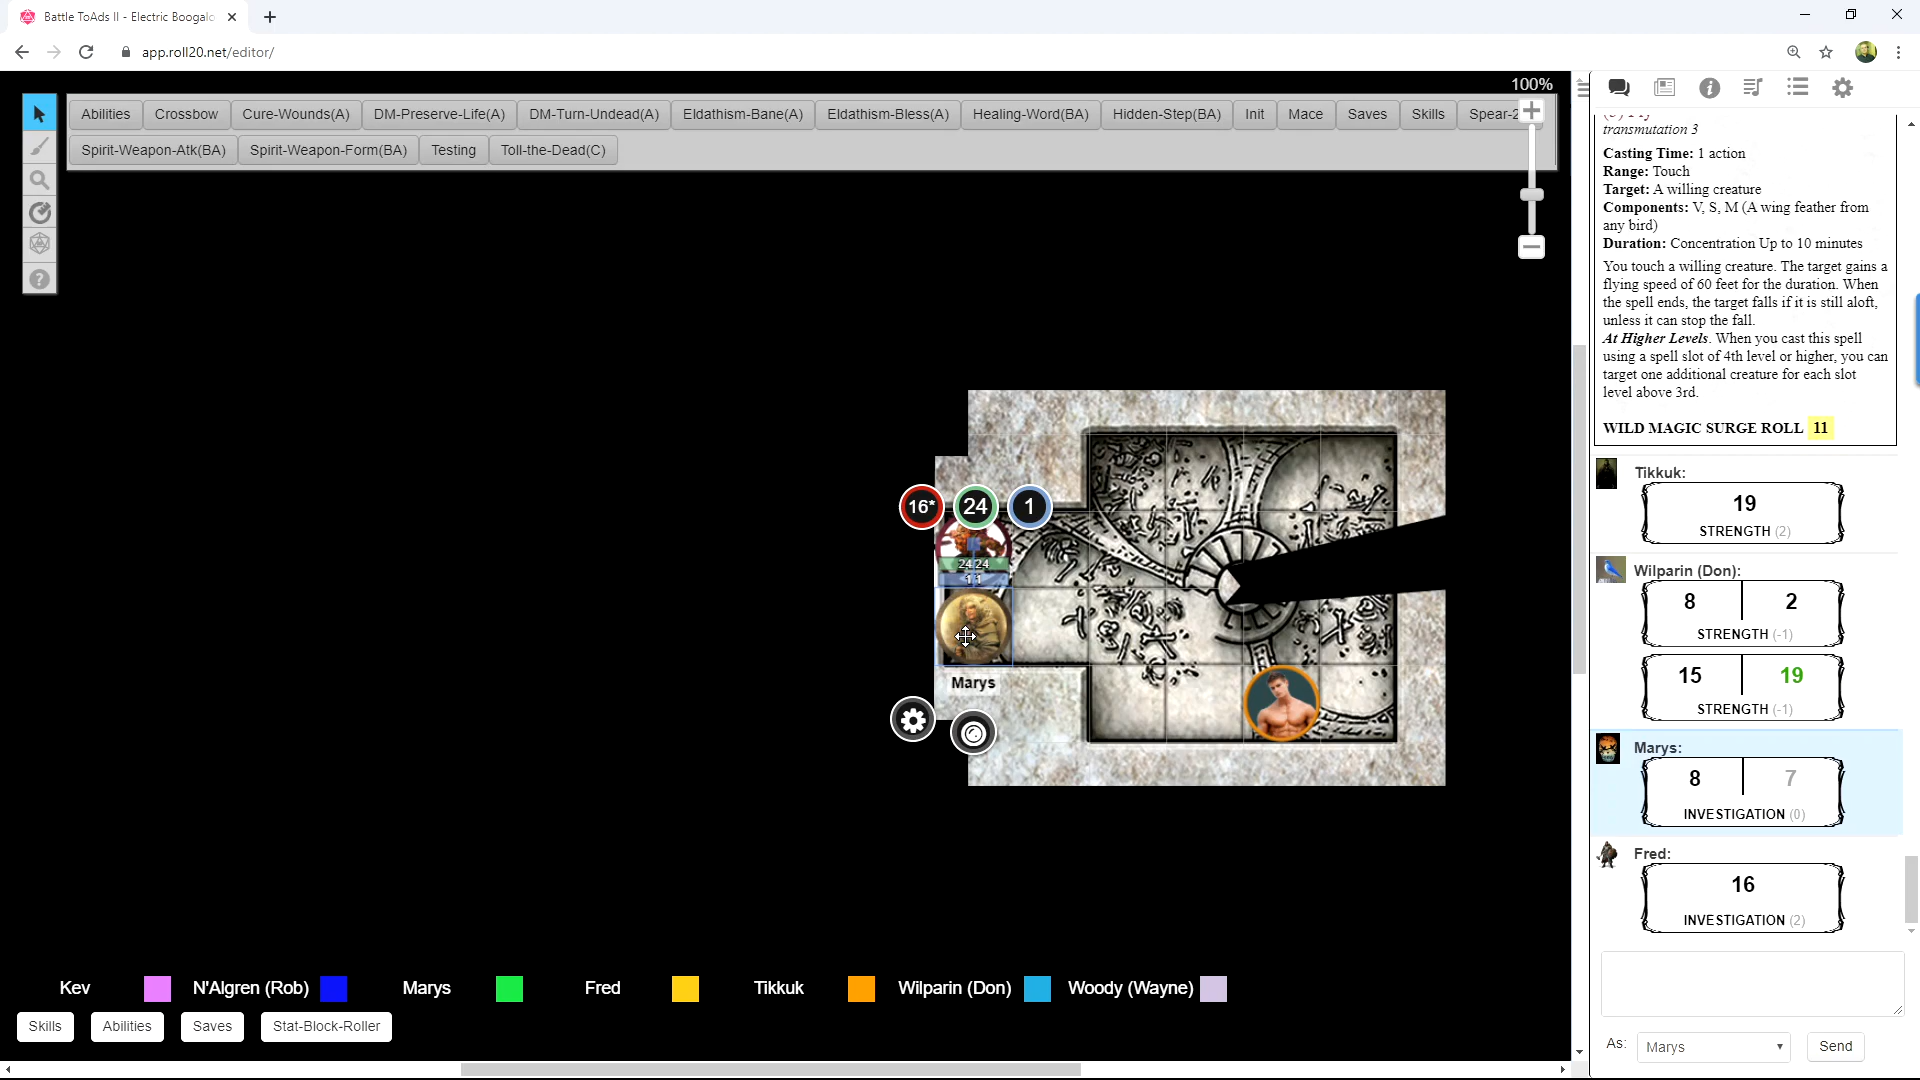 Battle ToAds II - Electric Boogalo
app.roll20.net/editor/
100%
Abilities
Crossbow
Cure-Wounds(A)
DM-Preserve-Life(A)
DM-Turn-Undead(A)
Eldathism-Bane(A)
Eldathism-Bless(A)
Healing-Word(BA)
Hidden-Step(BA)
Init
Mace
Saves
Skills
Spear-2
Spirit-Weapon-Atk(BA)
Spirit-Weapon-Form(BA)
Testing
Toll-the-Dead(C)
16*
24
1
24 24
1 1
Marys
Kev
N'Algren (Rob)
Marys
Fred
Tikkuk
Wilparin (Don)
Woody (Wayne)
Skills
Abilities
Saves
Stat-Block-Roller
transmutation 3
Casting Time: 1 action
Range: Touch
Target: A willing creature
Components: V, S, M (A wing feather from
any bird)
Duration: Concentration Up to 10 minutes
You touch a willing creature. The target gains a
flying speed of 60 feet for the duration. When
the spell ends, the target falls if it is still aloft,
unless it can stop the fall.
At Higher Levels. When you cast this spell
using a spell slot of 4th level or higher, you can
target one additional creature for each slot
level above 3rd.
WILD MAGIC SURGE ROLL 11
Tikkuk:
19
STRENGTH (2)
Wilparin (Don):
8 2
STRENGTH (-1)
15 19
STRENGTH (-1)
Marys:
8 7
INVESTIGATION (0)
Fred:
16
INVESTIGATION (2)
As: Marys
Send